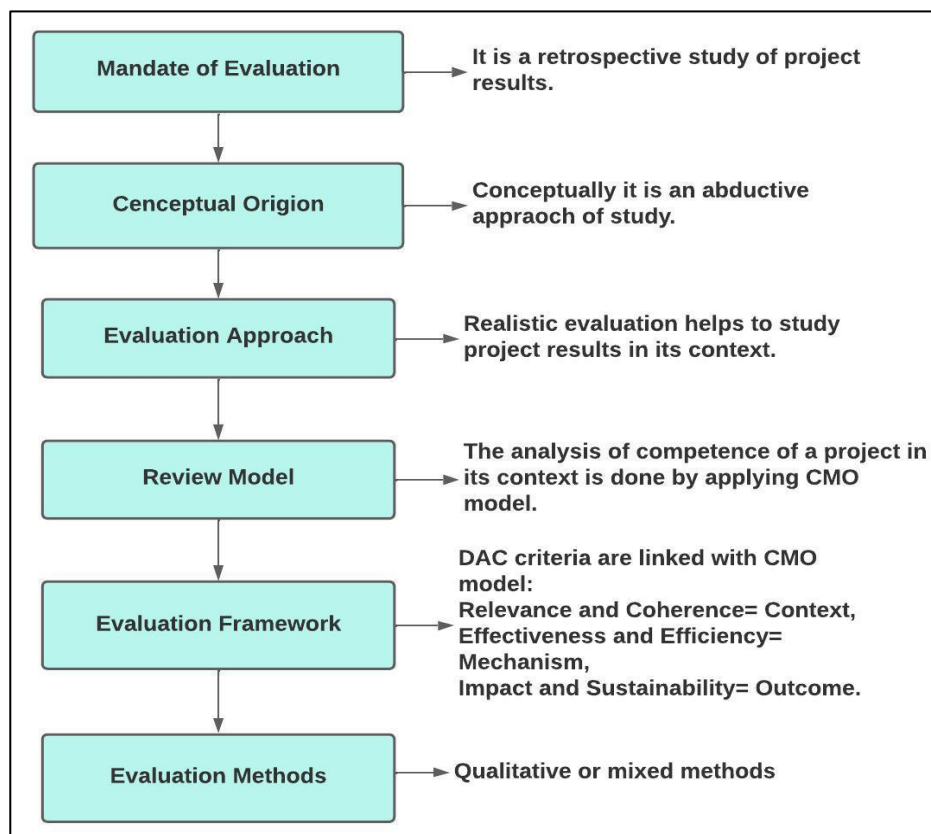 Mandate of Evaluation
It is a retrospective study of project
results.
Cenceptual Origion
Conceptually it is an abductive
appraoch of study.
Evaluation Approach
Realistic evaluation helps to study
project results in its context.
Review Model
The analysis of competence of a project in
its context is done by applying CMO
model.
Evaluation Framework
DAC criteria are linked with CMO
model:
Relevance and Coherence= Context,
Effectiveness and Efficiency=
Mechanism,
Impact and Sustainability= Outcome.
Evaluation Methods
Qualitative or mixed methods